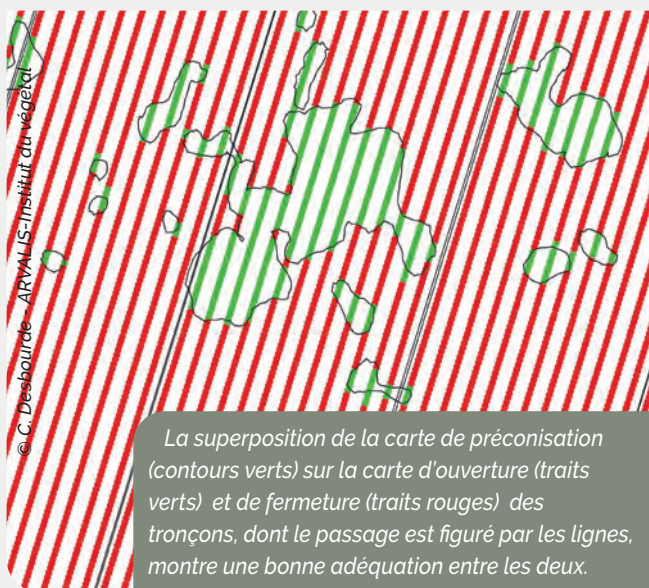 © C. Desbourde - ARVALIS-Institut du végétal
La superposition de la carte de préconisation
(contours verts) sur la carte d'ouverture (traits
verts) et de fermeture (traits rouges) des
tronçons, dont le passage est figuré par les lignes,
montre une bonne adéquation entre les deux.